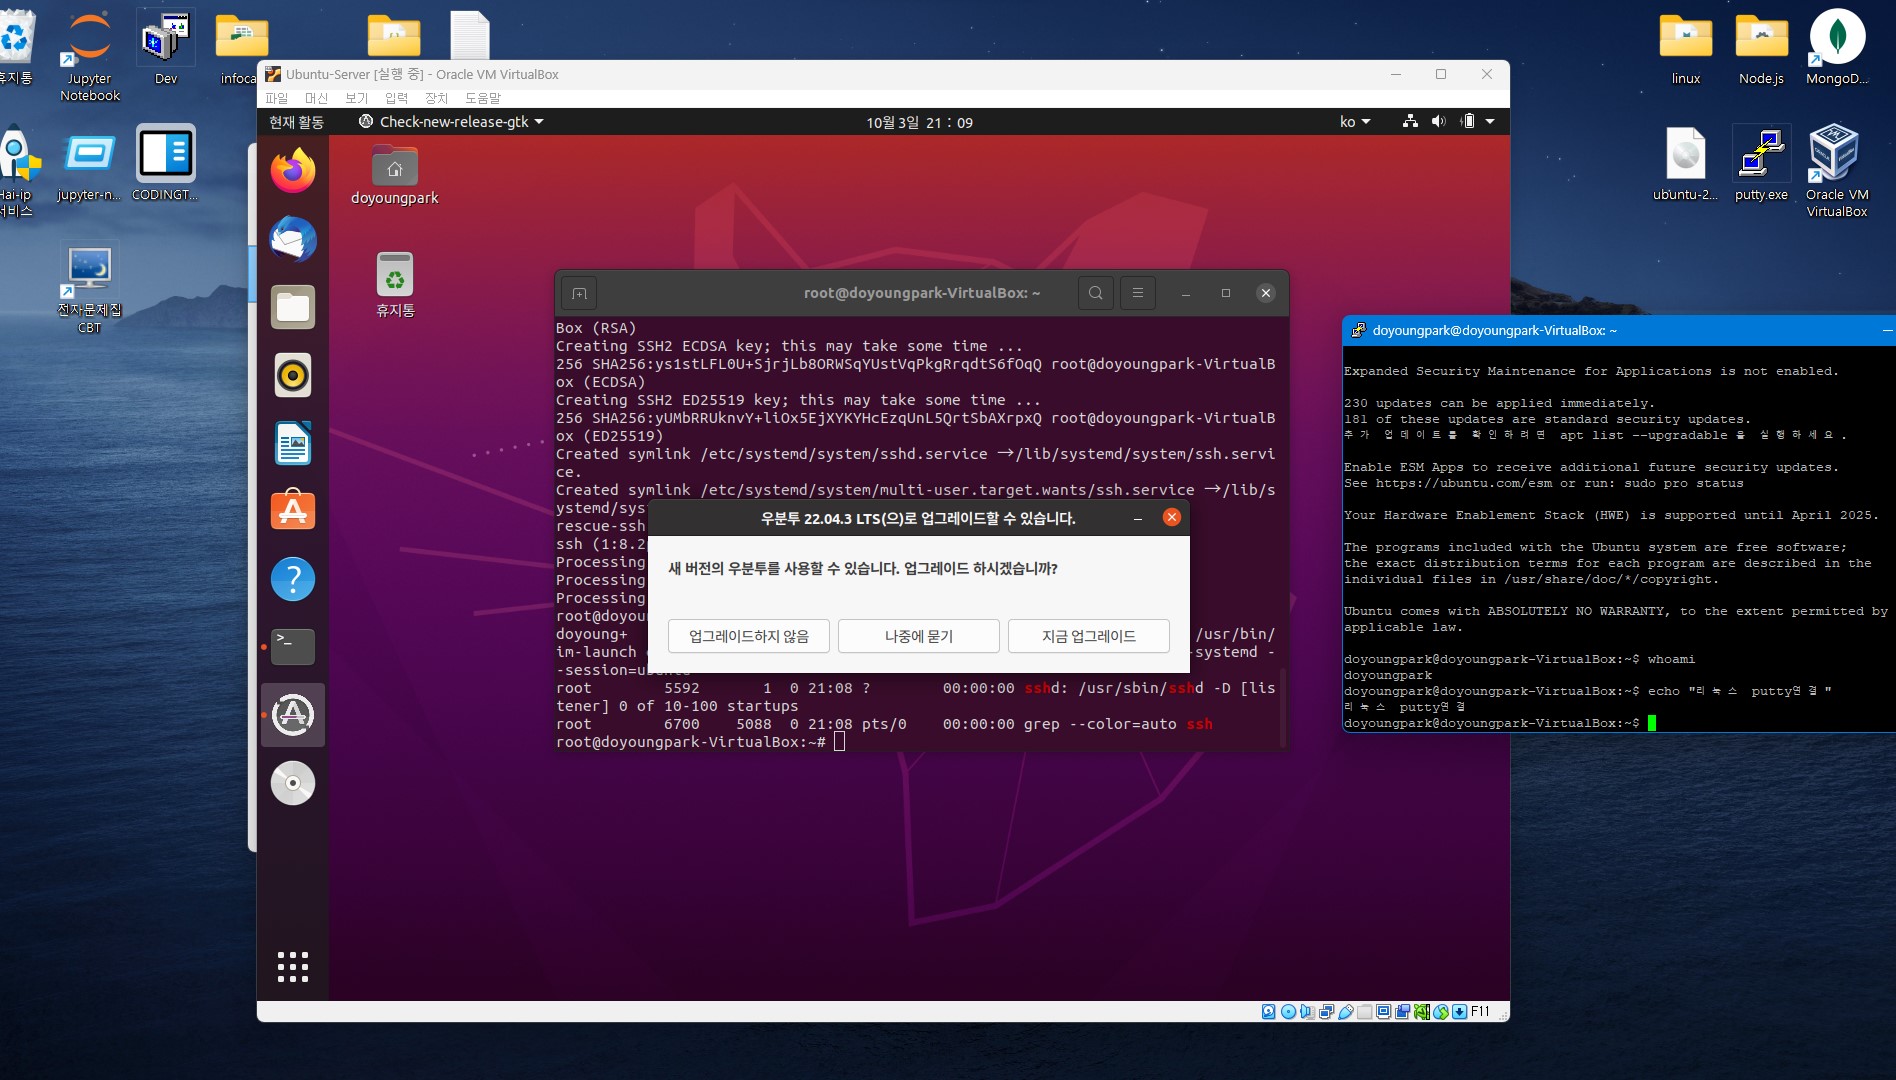 휴지통
Jupyter
Notebook
Dev
infoca
linux
Node.js
MongoD...
Hai-ip
서비스
jupyter-n...
CODINGT...
ubuntu-2...
putty.exe
Oracle VM
VirtualBox
전자문제집
CBT
Ubuntu-Server [실행 중] - Oracle VM VirtualBox
파일 머신 보기 입력 장치 도움말
현재 활동 Check-new-release-gtk 10월 3일 21 : 09 ko
doyoungpark
휴지통
root@doyoungpark-VirtualBox: ~
Box (RSA)
Creating SSH2 ECDSA key; this may take some time ...
256 SHA256:ys1stLFL0U+SjrjLb8ORWSqYUstVqPkgRrqdtS6fOqQ root@doyoungpark-VirtualB
ox (ECDSA)
Creating SSH2 ED25519 key; this may take some time ...
256 SHA256:yUMbRRUknvY+liOx5EjXYKYHcEzqUnL5QrtSbAXrpxQ root@doyoungpark-VirtualB
ox (ED25519)
Created symlink /etc/systemd/system/sshd.service →/lib/systemd/system/ssh.servi
ce.
Created symlink /etc/systemd/system/multi-user.target.wants/ssh.service →/lib/s
ystemd/sys
rescue-ssh
ssh (1:8.2
Processing
Processing
Processing
root@doyou
doyoung+ /usr/bin/
im-launch -systemd -
-session=ubuntu
root 5592 1 0 21:08 ? 00:00:00 sshd: /usr/sbin/sshd -D [lis
tener] 0 of 10-100 startups
root 6700 5088 0 21:08 pts/0 00:00:00 grep --color=auto ssh
root@doyoungpark-VirtualBox:~#
우분투 22.04.3 LTS(으)로 업그레이드할 수 있습니다.
새 버전의 우분투를 사용할 수 있습니다. 업그레이드 하시겠습니까?
업그레이드하지 않음 나중에 묻기 지금 업그레이드
doyoungpark@doyoungpark-VirtualBox: ~
Expanded Security Maintenance for Applications is not enabled.
230 updates can be applied immediately.
181 of these updates are standard security updates.
추가 업데이트를 확인하려면 apt list --upgradable 을 실행하세요.
Enable ESM Apps to receive additional future security updates.
See https://ubuntu.com/esm or run: sudo pro status
Your Hardware Enablement Stack (HWE) is supported until April 2025.
The programs included with the Ubuntu system are free software;
the exact distribution terms for each program are described in the
individual files in /usr/share/doc/*/copyright.
Ubuntu comes with ABSOLUTELY NO WARRANTY, to the extent permitted by
applicable law.
doyoungpark@doyoungpark-VirtualBox:~$ whoami
doyoungpark
doyoungpark@doyoungpark-VirtualBox:~$ echo "리눅스 putty연결"
리눅스 putty연결
doyoungpark@doyoungpark-VirtualBox:~$
F11